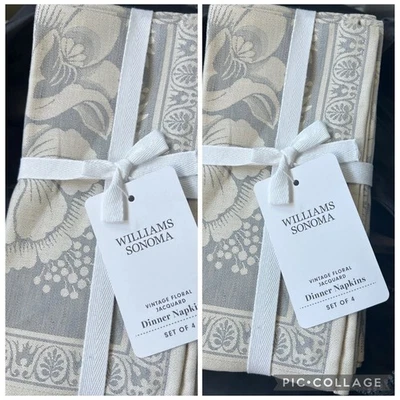 WILLIAMS
SONOMA
VINTAGE FLORAL
JACQUARD
Dinner Napki
SET OF 4
WILLIAMS
SONOMA
VINTAGE FLORAL
JACQUARD
Dinner Napkins
SET OF 4
PIC•COLLAGE